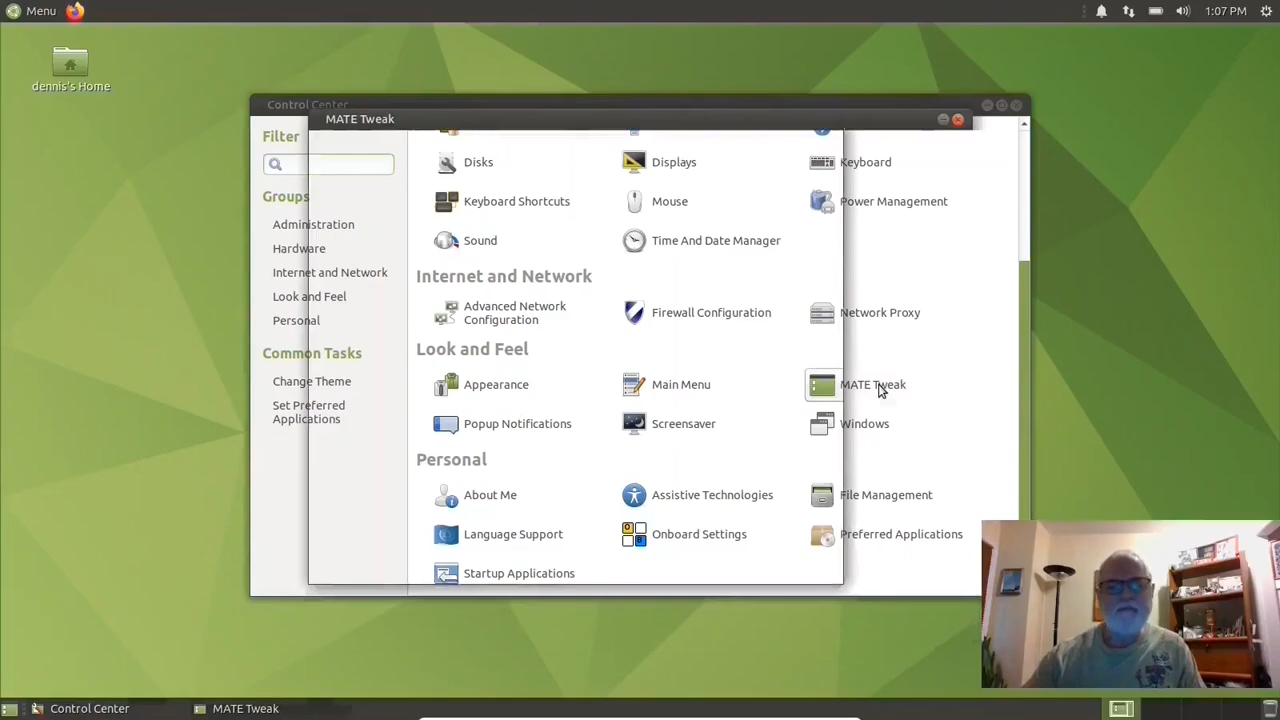 Menu
1:07 PM
dennis's Home
Control Center
MATE Tweak
Filter
Groups
Administration
Hardware
Internet and Network
Look and Feel
Personal
Common Tasks
Change Theme
Set Preferred
Applications
Disks
Displays
Keyboard
Keyboard Shortcuts
Mouse
Power Management
Sound
Time And Date Manager
Internet and Network
Advanced Network
Configuration
Firewall Configuration
Network Proxy
Look and Feel
Appearance
Main Menu
MATE Tweak
Popup Notifications
Screensaver
Windows
Personal
About Me
Assistive Technologies
File Management
Language Support
Onboard Settings
Preferred Applications
Startup Applications
Control Center
MATE Tweak